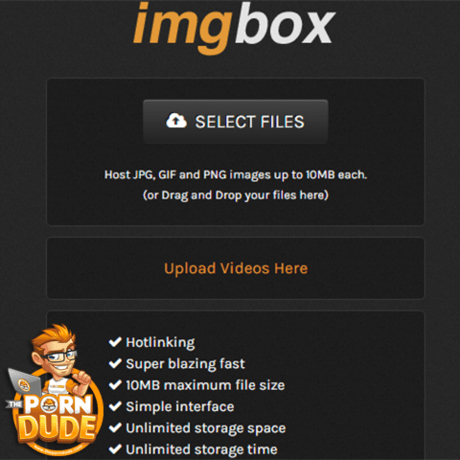 imgbox
SELECT FILES
Host JPG, GIF and PNG images up to 10MB each.
(or Drag and Drop your files here)
Upload Videos Here
Hotlinking
Super blazing fast
10MB maximum file size
Simple interface
Unlimited storage space
Unlimited storage time
THE
PORN
DUDE